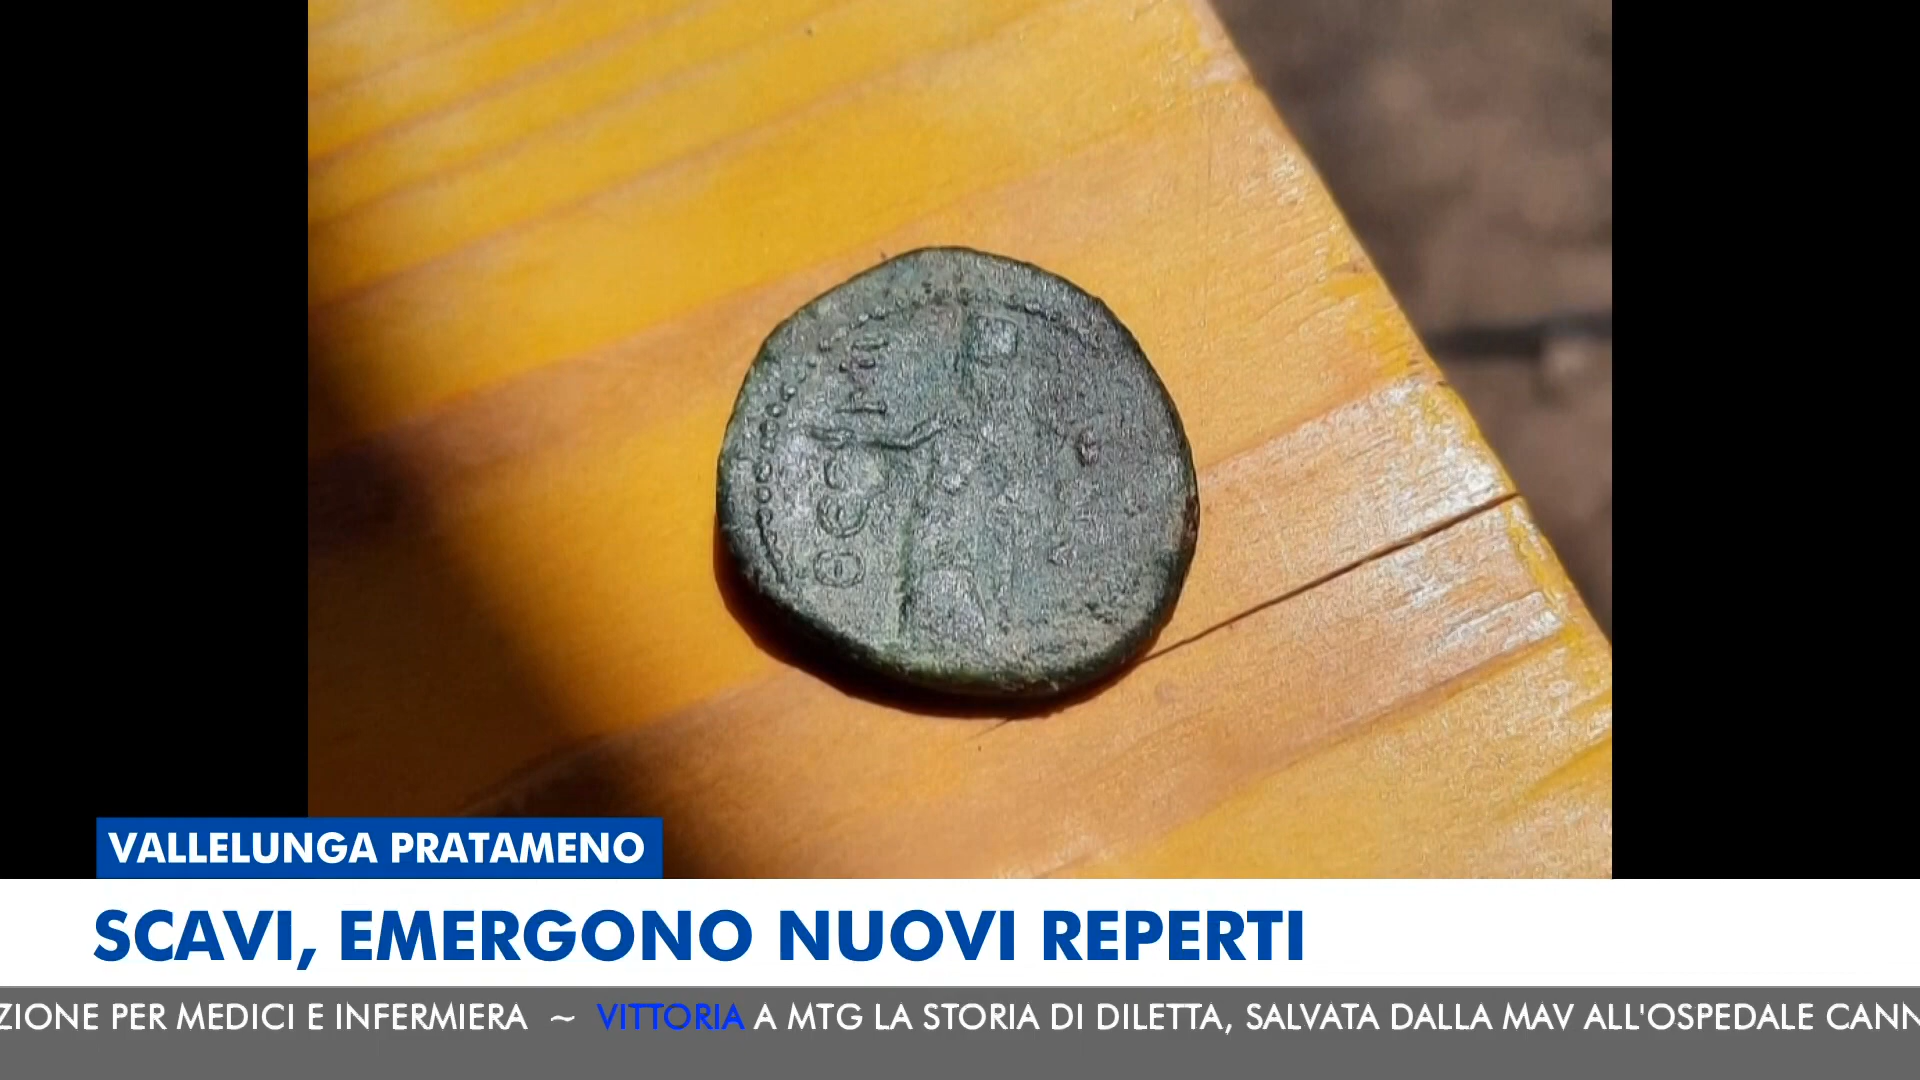 VALLELUNGA PRATAMENO
SCAVI, EMERGONO NUOVI REPERTI
ZIONE PER MEDICI E INFERMIERA ~ VITTORIA A MTG LA STORIA DI DILETTA, SALVATA DALLA MAV ALL'OSPEDALE CANN